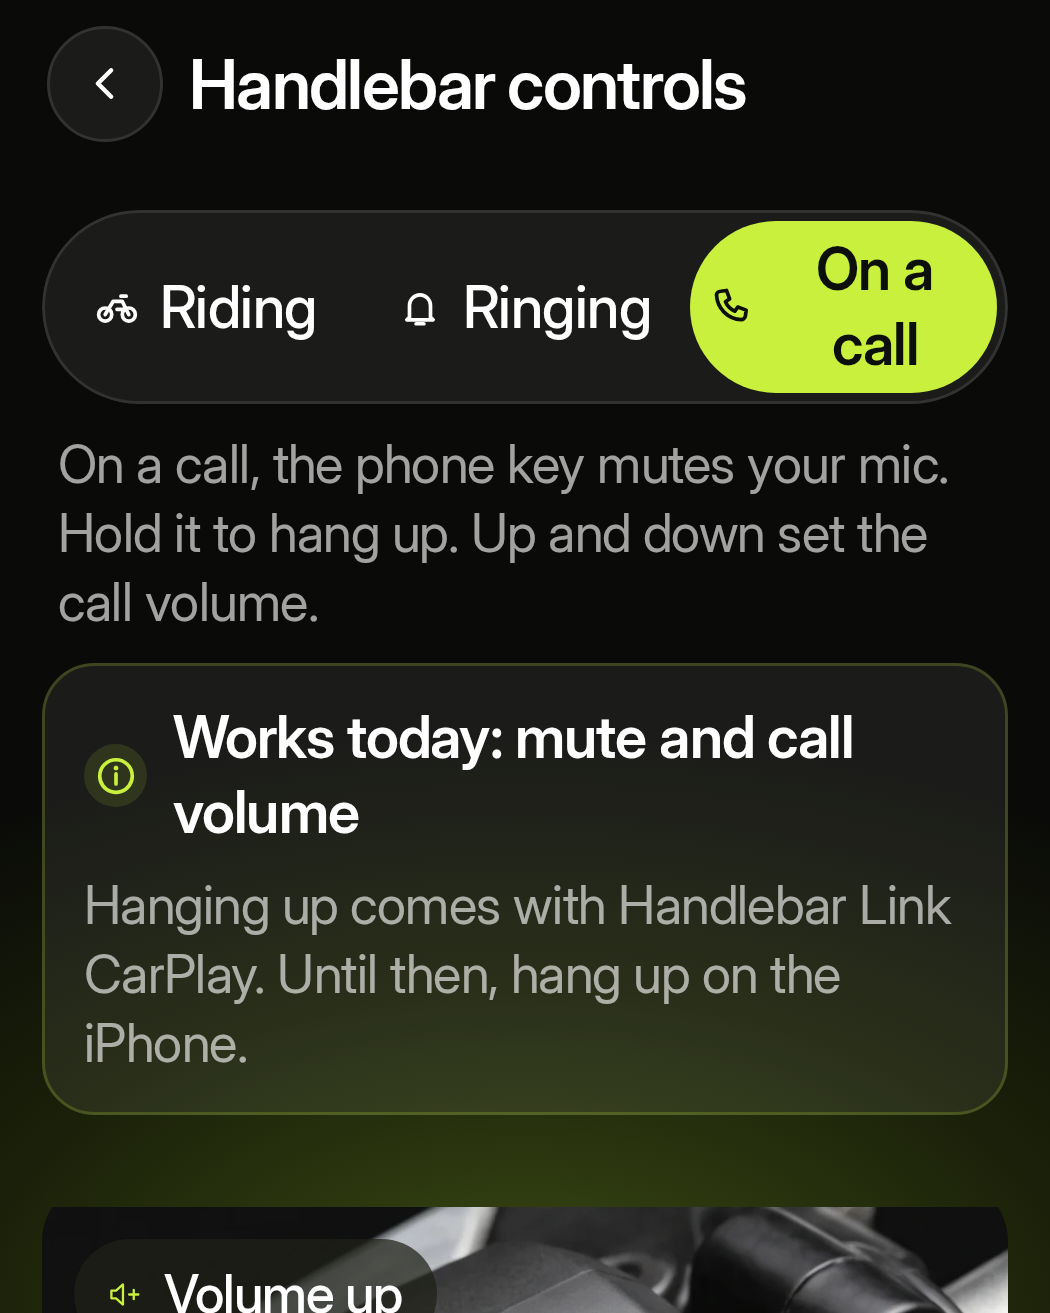 Handlebar controls
Riding
Ringing
On a
call
On a call, the phone key mutes your mic.
Hold it to hang up. Up and down set the
call volume.
Works today: mute and call
volume
Hanging up comes with Handlebar Link
CarPlay. Until then, hang up on the
iPhone.
Volume up